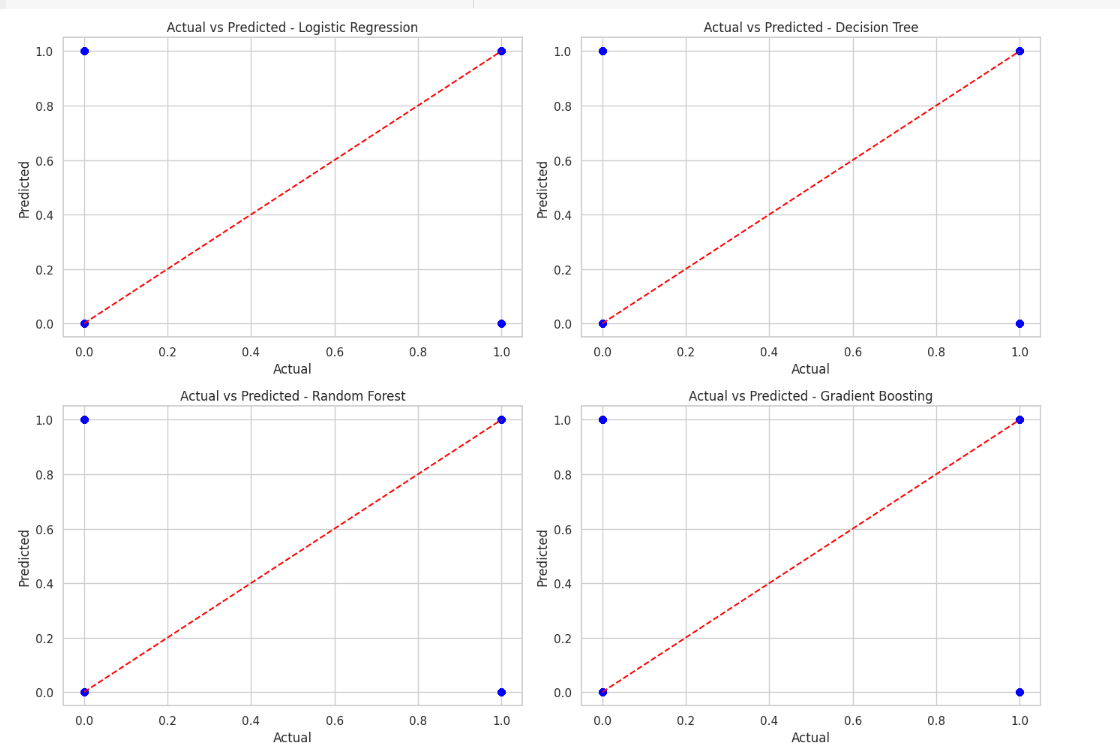 Actual vs Predicted - Logistic Regression
1.0
0.8
0.6
0.4
0.2
0.0
Predicted
0.0 0.2 0.4 0.6 0.8 1.0
Actual
Actual vs Predicted - Decision Tree
1.0
0.8
0.6
0.4
0.2
0.0
Predicted
0.0 0.2 0.4 0.6 0.8 1.0
Actual
Actual vs Predicted - Random Forest
1.0
0.8
0.6
0.4
0.2
0.0
Predicted
0.0 0.2 0.4 0.6 0.8 1.0
Actual
Actual vs Predicted - Gradient Boosting
1.0
0.8
0.6
0.4
0.2
0.0
Predicted
0.0 0.2 0.4 0.6 0.8 1.0
Actual